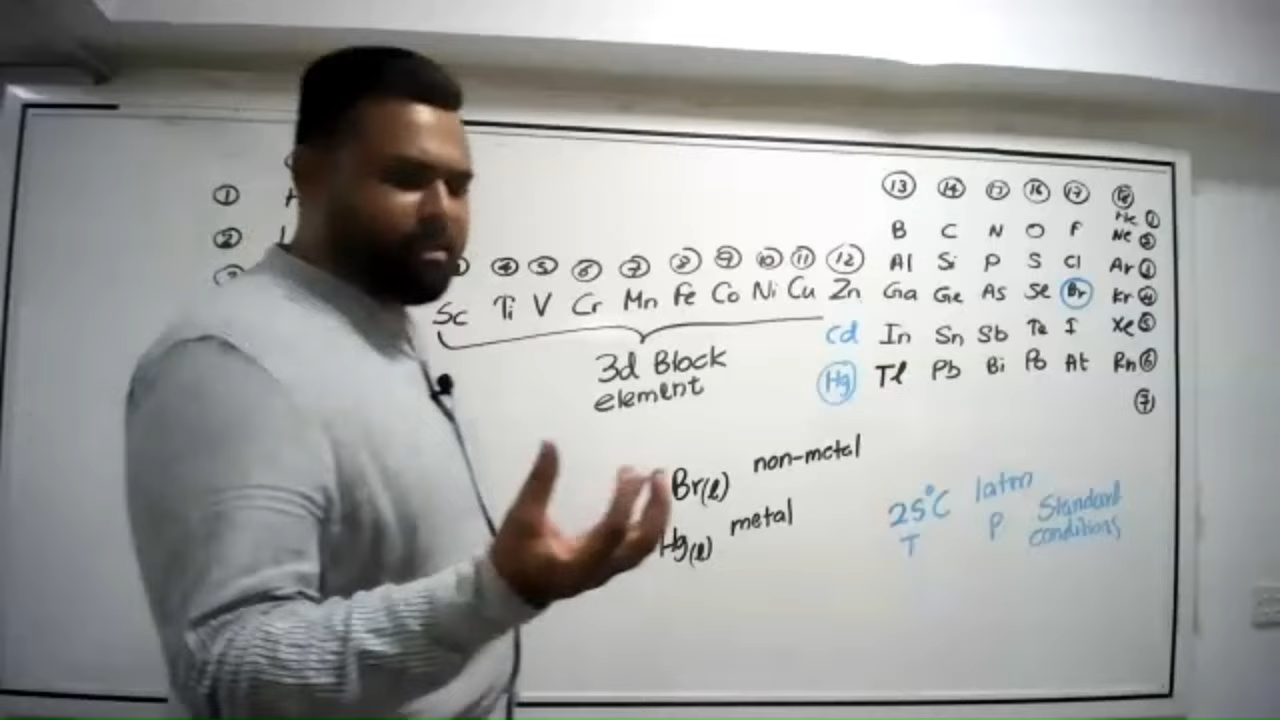 ⑬ ⑭ ⑮ ⑯ ⑰ ⑱
① He ①
② B C N O F Ne ②
④ ⑤ ⑥ ⑦ ⑧ ⑨ ⑩ ⑪ ⑫ Al Si P S Cl Ar ③
Sc Ti V Cr Mn Fe Co Ni Cu Zn Ga Ge As Se Br Kr ④
Cd In Sn Sb Te I Xe ⑤
3d Block
element
Hg Tl Pb Bi Po At Rn ⑥
⑦
Br(l) non-metal
Hg(l) metal
25°C 1atm Standard
T P conditions